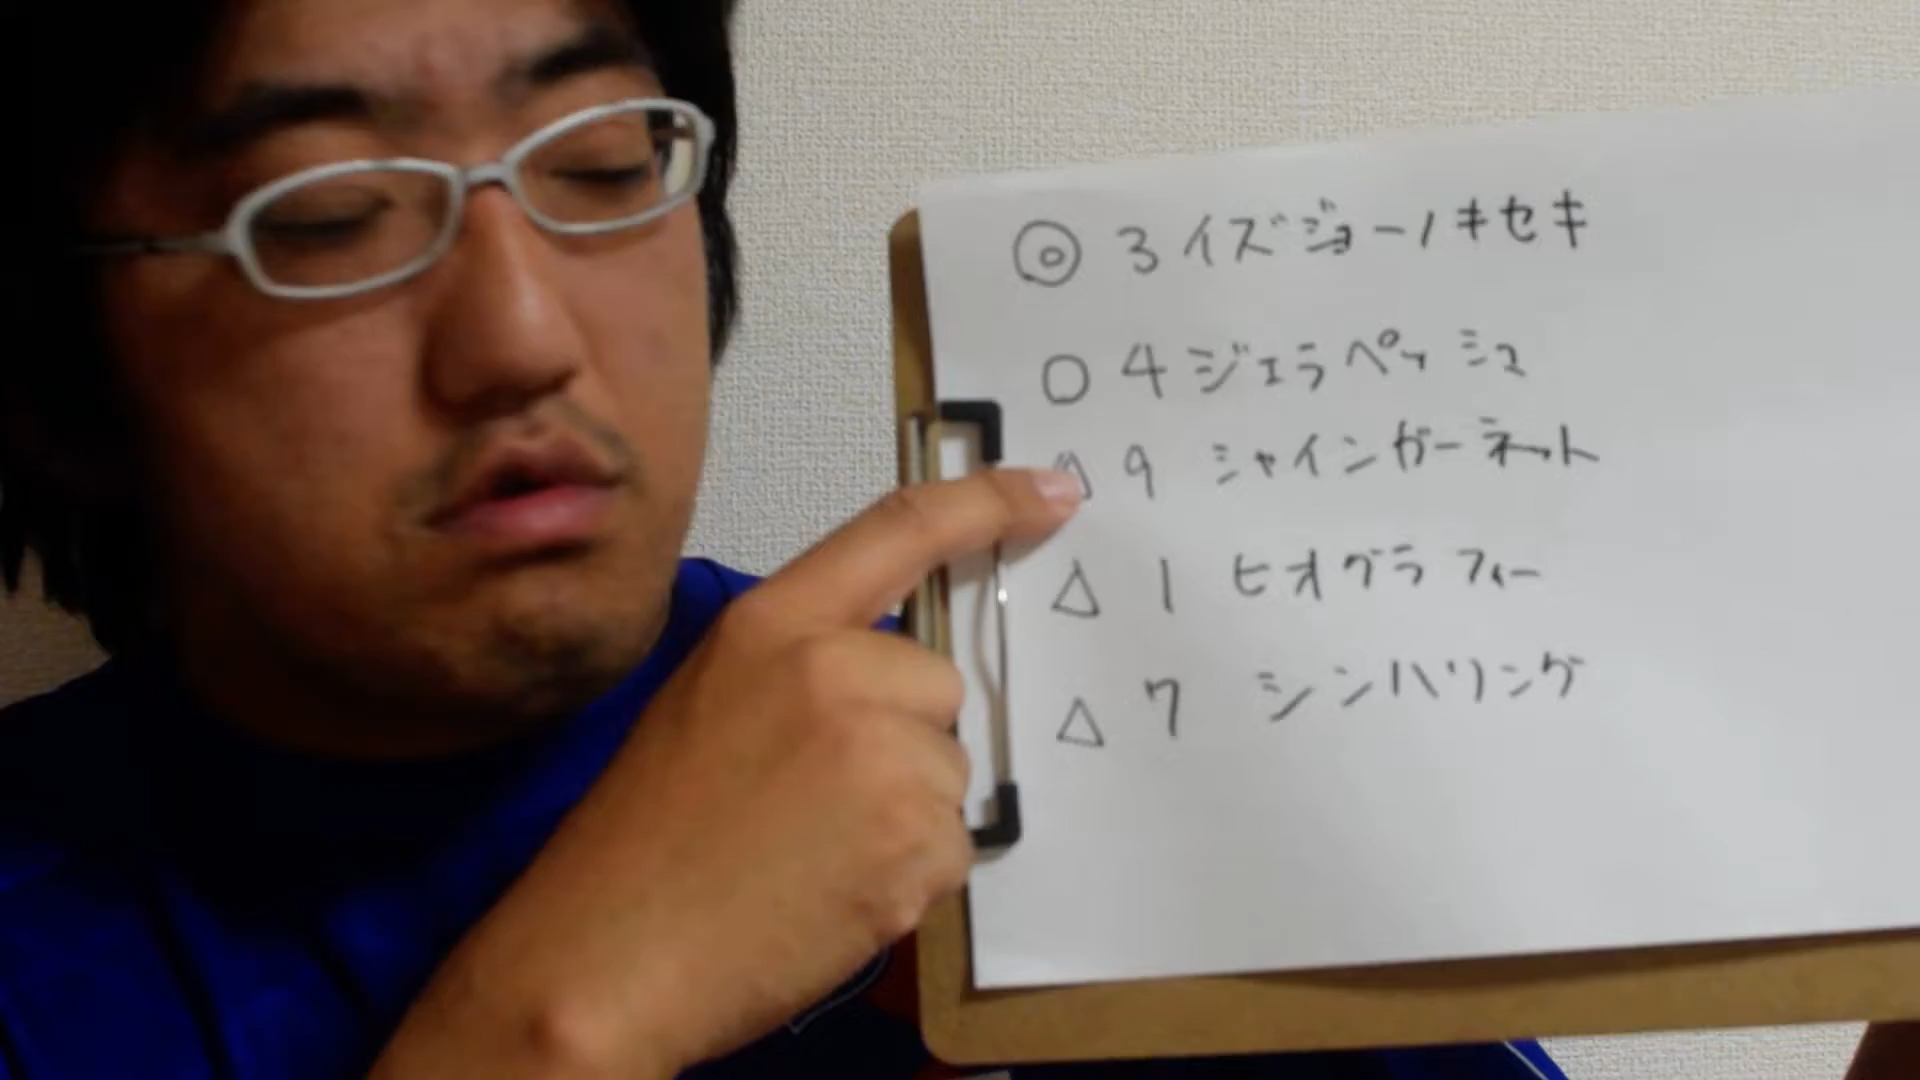 ◎ 3 イズジョーノキセキ
○ 4 ジェラペッシュ
△ 9 シャインガーネット
△ 1 ヒオグラフィー
△ 7 シンハリング